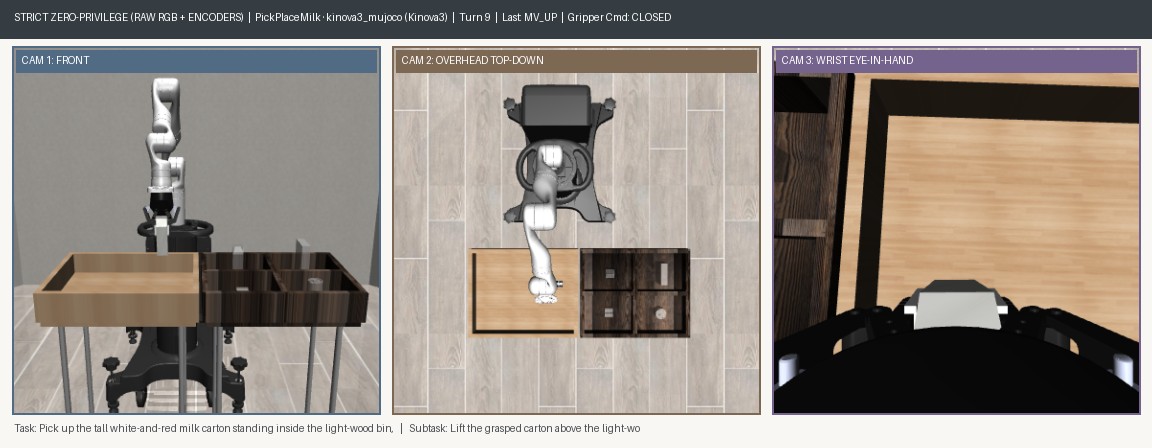 STRICT ZERO-PRIVILEGE (RAW RGB + ENCODERS) | PickPlaceMilk · kinova3_mujoco (Kinova3) | Turn 9 | Last: MV_UP | Gripper Cmd: CLOSED
CAM 1: FRONT
CAM 2: OVERHEAD TOP-DOWN
CAM 3: WRIST EYE-IN-HAND
Task: Pick up the tall white-and-red milk carton standing inside the light-wood bin, | Subtask: Lift the grasped carton above the light-wo